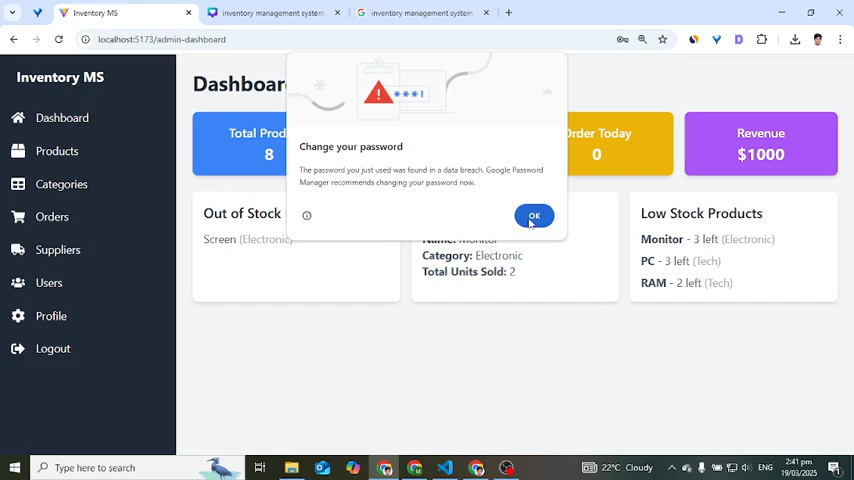 Inventory MS
inventory management system
inventory management system
localhost:5173/admin-dashboard
Inventory MS
Dashboard
Products
Categories
Orders
Suppliers
Users
Profile
Logout
Total
8
Order Today
0
Revenue
$1000
***
Change your password
The password you just used was found in a data breach. Google Password
Manager recommends changing your password now.
OK
Out of Stock
Screen (Electronic)
Name: Monitor
Category: Electronic
Total Units Sold: 2
Low Stock Products
Monitor - 3 left (Electronic)
PC - 3 left (Tech)
RAM - 2 left (Tech)
Type here to search
22°C Cloudy
ENG
2:41 pm
19/03/2025